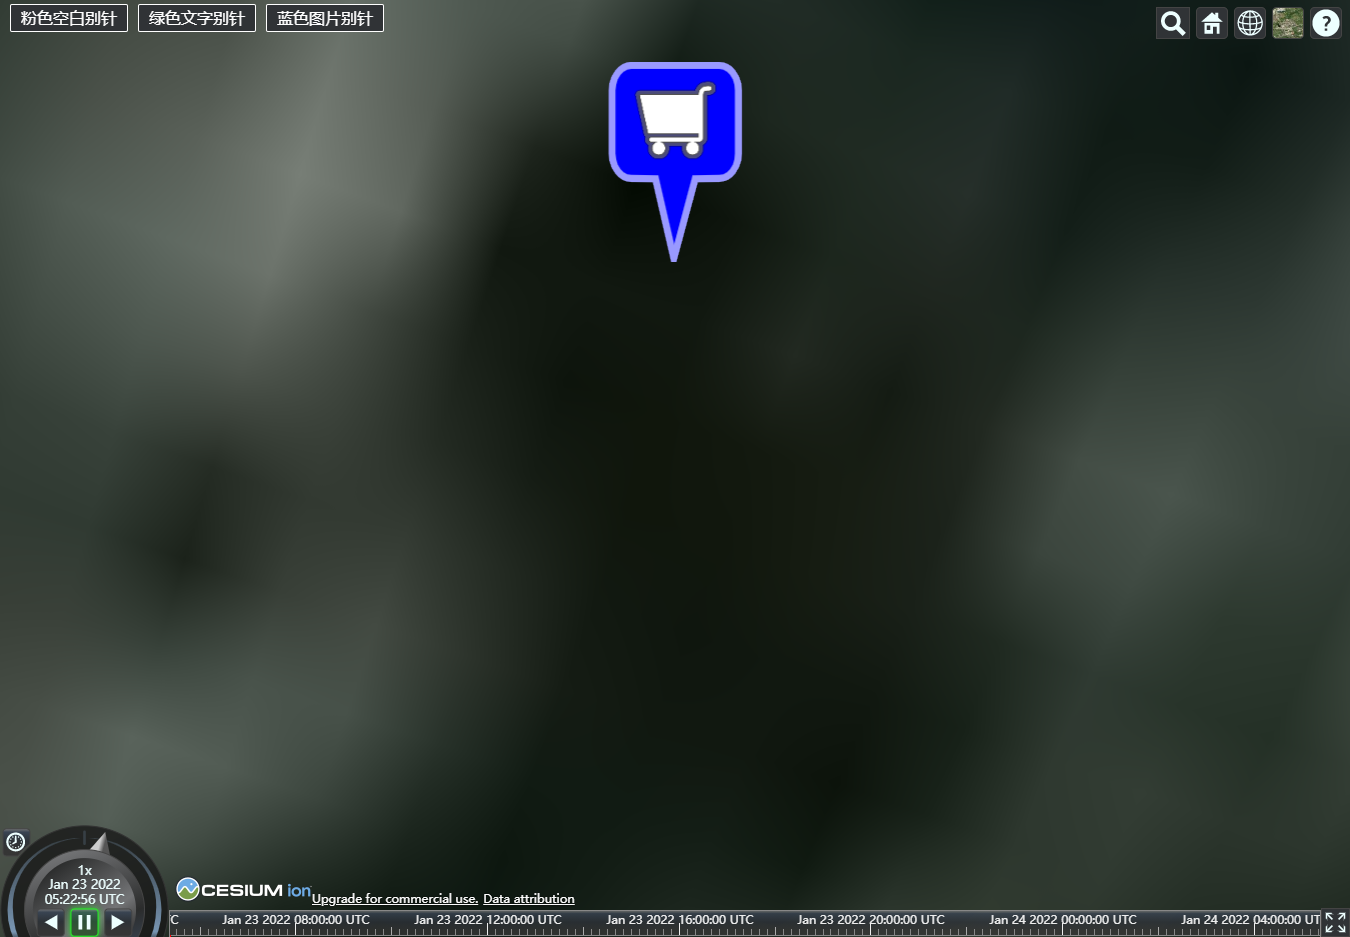 粉色空白别针 绿色文字别针 蓝色图片别针
?
1x
Jan 23 2022
05:22:56 UTC
CESIUM ion Upgrade for commercial use. Data attribution
C Jan 23 2022 08:00:00 UTC Jan 23 2022 12:00:00 UTC Jan 23 2022 16:00:00 UTC Jan 23 2022 20:00:00 UTC Jan 24 2022 00:00:00 UTC Jan 24 2022 04:00:00 UT